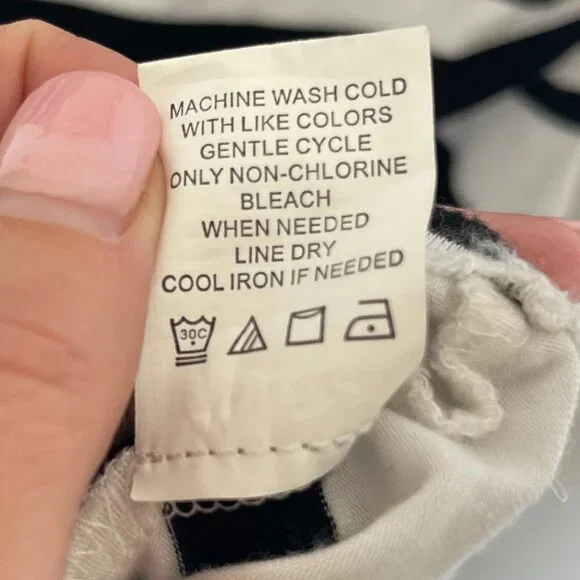 MACHINE WASH COLD
WITH LIKE COLORS
GENTLE CYCLE
ONLY NON-CHLORINE
BLEACH
WHEN NEEDED
LINE DRY
COOL IRON IF NEEDED
30C